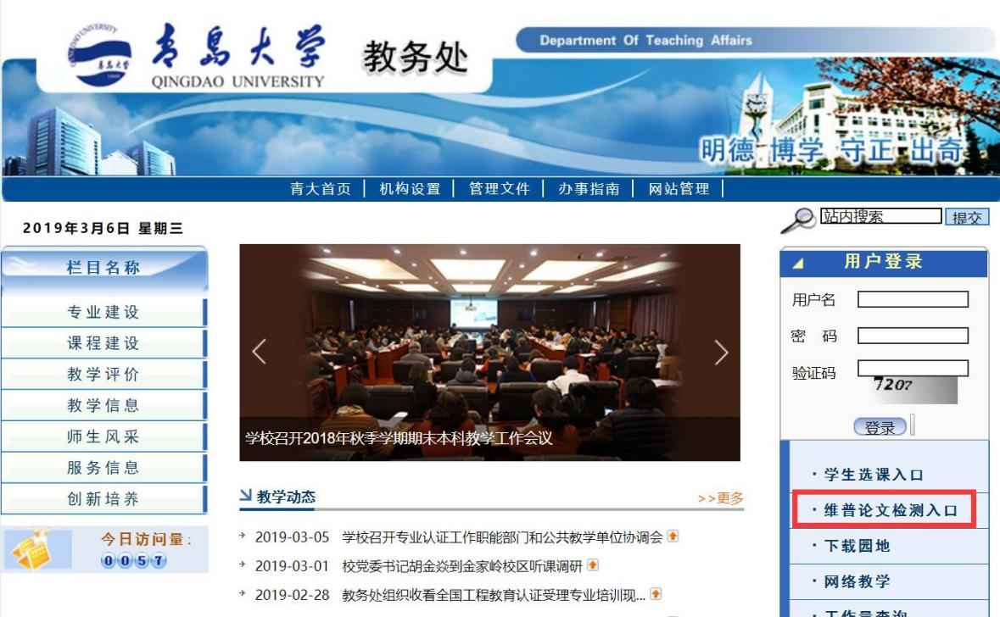 QINGDAO UNIVERSITY
青岛大学
青岛大学
QINGDAO UNIVERSITY
教务处
Department Of Teaching Affairs
明德 博学 守正 出奇
青大首页 | 机构设置 | 管理文件 | 办事指南 | 网站管理 |
2019年3月6日 星期三
站内搜索 提交
栏目名称
专业建设
课程建设
教学评价
教学信息
师生风采
服务信息
创新培养
今日访问量:
0057
学校召开2018年秋季学期期末本科教学工作会议
教学动态 >>更多
2019-03-05 学校召开专业认证工作职能部门和公共教学单位协调会
2019-03-01 校党委书记胡金焱到金家岭校区听课调研
2019-02-28 教务处组织收看全国工程教育认证受理专业培训现...
用户登录
用户名
密 码
验证码
7207
登录
·学生选课入口
·维普论文检测入口
·下载园地
·网络教学
·工作量查询